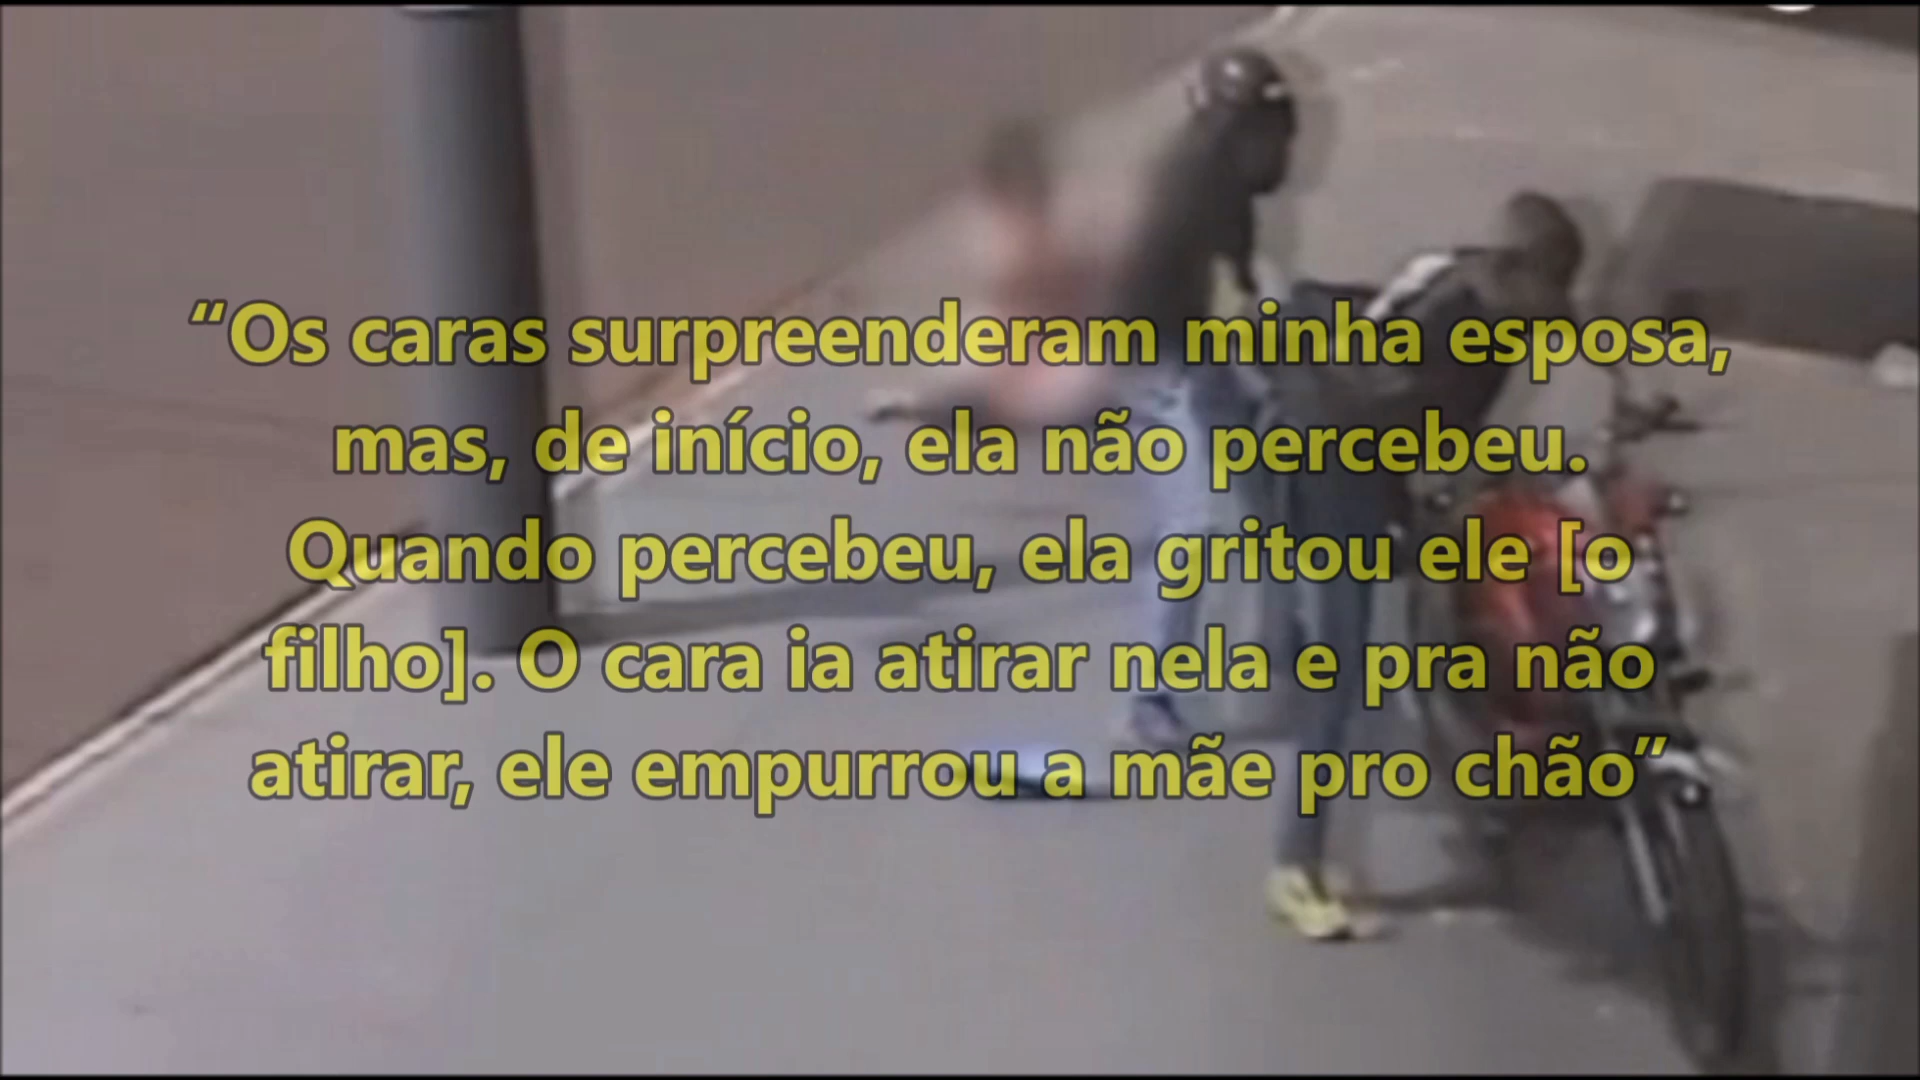 “Os caras surpreenderam minha esposa,
mas, de início, ela não percebeu.
Quando percebeu, ela gritou ele [o
filho]. O cara ia atirar nela e pra não
atirar, ele empurrou a mãe pro chão”